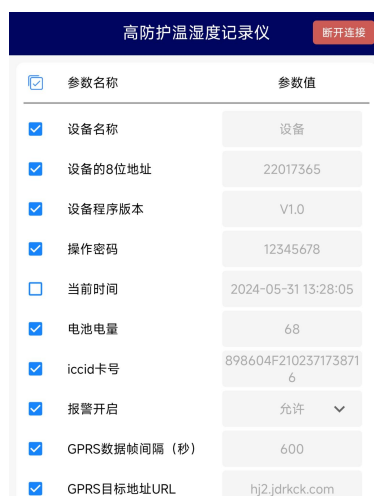 高防护温湿度记录仪 断开连接
参数名称 参数值
设备名称 设备
设备的8位地址 22017365
设备程序版本 V1.0
操作密码 12345678
当前时间 2024-05-31 13:28:05
电池电量 68
iccid卡号 898604F210237173871
6
报警开启 允许
GPRS数据帧间隔（秒） 600
GPRS目标地址URL hj2.jdrkck.com